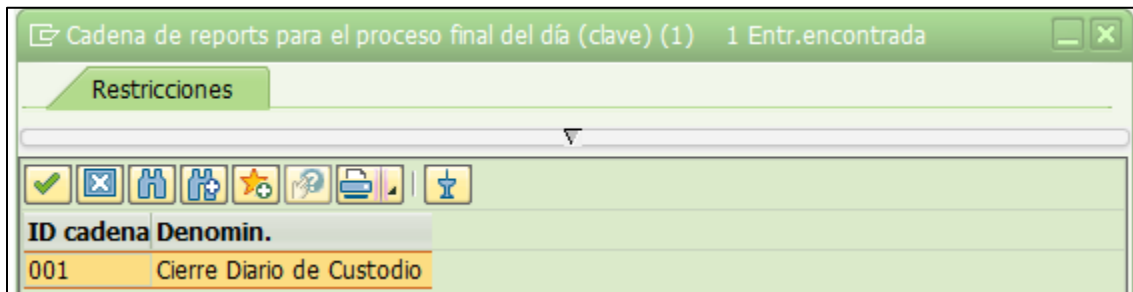 Cadena de reports para el proceso final del día (clave) (1) 1 Entr.encontrada
Restricciones
ID cadena Denomin.
001 Cierre Diario de Custodio